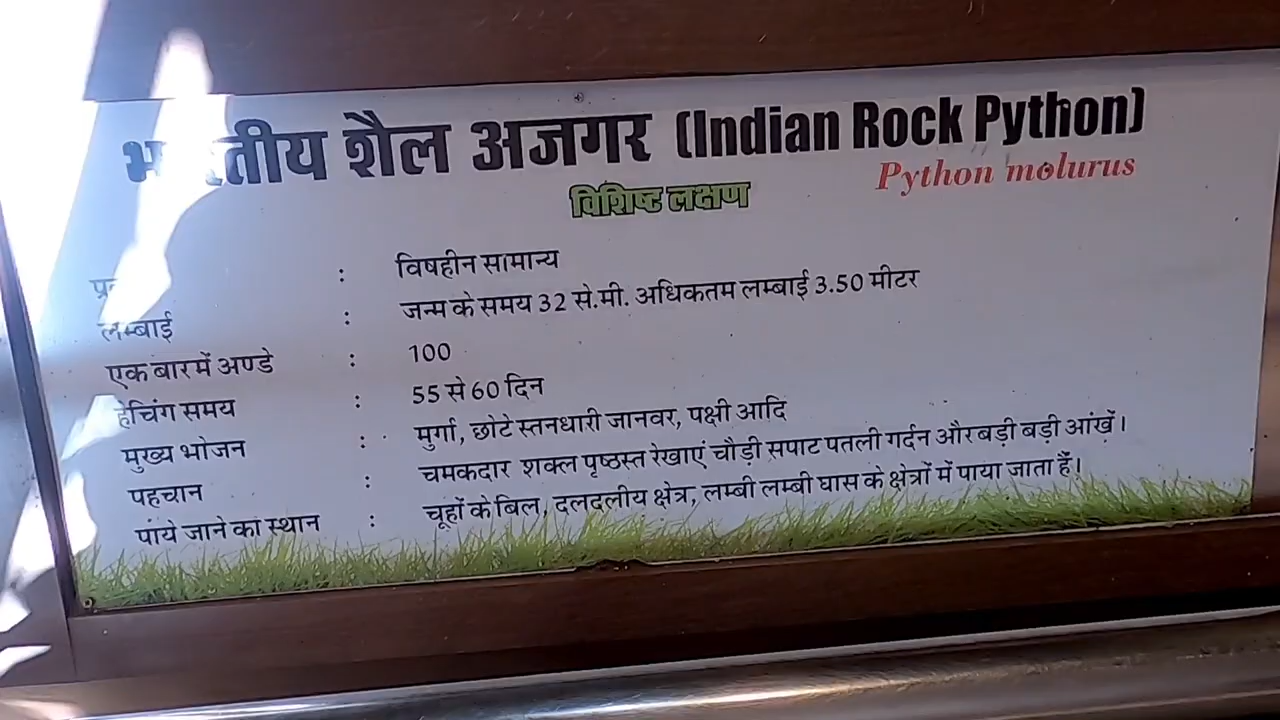 शैल अजगर (Indian Rock Python)
Python molurus
विशिष्ट लक्षण
: विषहीन सामान्य
लम्बाई : जन्म के समय 32 से.मी. अधिकतम लम्बाई 3.50 मीटर
एक बार में अण्डे : 100
हेचिंग समय : 55 से 60 दिन
मुख्य भोजन : मुर्गा, छोटे स्तनधारी जानवर, पक्षी आदि
पहचान : चमकदार शक्ल पृष्ठस्त रेखाएं चौड़ी सपाट पतली गर्दन और बड़ी बड़ी आंखें।
पाये जाने का स्थान : चूहों के बिल, दलदलीय क्षेत्र, लम्बी लम्बी घास के क्षेत्रों में पाया जाता हैं।